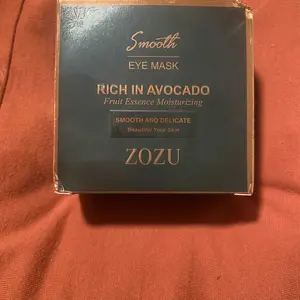 Smooth
EYE MASK
RICH IN AVOCADO
Fruit Essence Moisturizing
SMOOTH AND DELICATE
Beautiful Your Skin
ZOZU